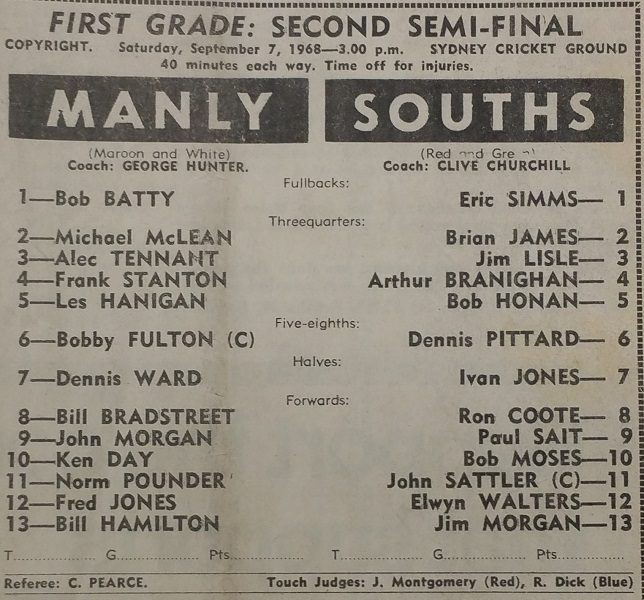 FIRST GRADE: SECOND SEMI-FINAL
COPYRIGHT. Saturday, September 7, 1968—3.00 p.m. SYDNEY CRICKET GROUND
40 minutes each way. Time off for injuries.
MANLY SOUTHS
(Maroon and White) (Red and Green)
Coach: GEORGE HUNTER. Coach: CLIVE CHURCHILL
Fullbacks:
1—Bob BATTY Eric SIMMS— 1
Threequarters:
2—Michael McLEAN Brian JAMES— 2
3—Alec TENNANT Jim LISLE— 3
4—Frank STANTON Arthur BRANIGHAN— 4
5—Les HANIGAN Bob HONAN— 5
Five-eighths:
6—Bobby FULTON (C) Dennis PITTARD— 6
Halves:
7—Dennis WARD Ivan JONES— 7
Forwards:
8—Bill BRADSTREET Ron COOTE— 8
9—John MORGAN Paul SAIT— 9
10—Ken DAY Bob MOSES—10
11—Norm POUNDER John SATTLER (C)—11
12—Fred JONES Elwyn WALTERS—12
13—Bill HAMILTON Jim MORGAN—13
T.................... G.................... Pts.................... T.................... G.................... Pts....................
Referee: C. PEARCE. Touch Judges: J. Montgomery (Red), R. Dick (Blue)